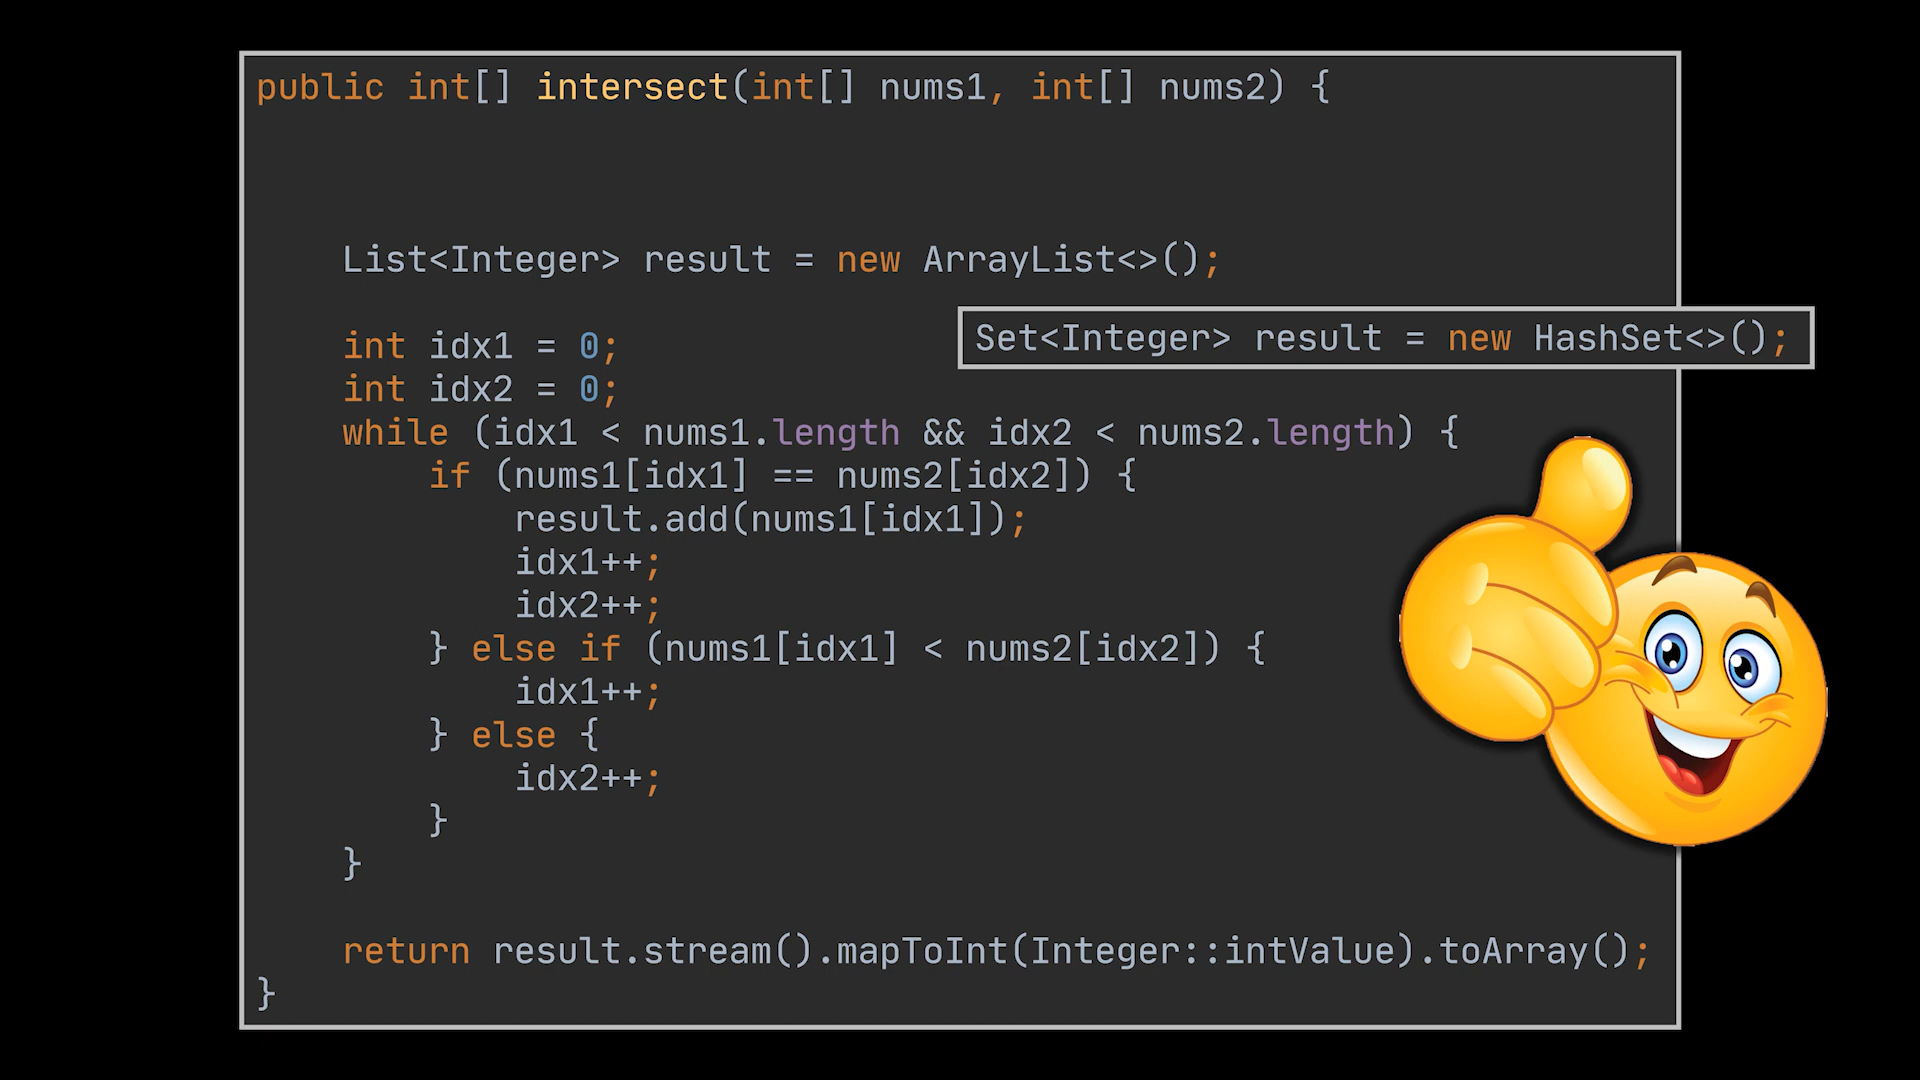 public int[] intersect(int[] nums1, int[] nums2) {
List<Integer> result = new ArrayList<>();
Set<Integer> result = new HashSet<>();
int idx1 = 0;
int idx2 = 0;
while (idx1 < nums1.length && idx2 < nums2.length) {
if (nums1[idx1] == nums2[idx2]) {
result.add(nums1[idx1]);
idx1++;
idx2++;
} else if (nums1[idx1] < nums2[idx2]) {
idx1++;
} else {
idx2++;
}
}
return result.stream().mapToInt(Integer::intValue).toArray();
}